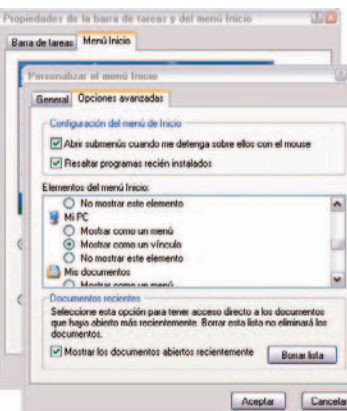 Propiedades de la barra de tareas y del menú Inicio
Barra de tareas
Menú Inicio
Personalizar el menú Inicio
General
Opciones avanzadas
Configuración del menú de Inicio
Abrir submenús cuando me detenga sobre ellos con el mouse
Resaltar programas recién instalados
Elementos del menú Inicio:
No mostrar este elemento
Mi PC
Mostrar como un menú
Mostrar como un vínculo
No mostrar este elemento
Mis documentos
Mostrar como un menú
Documentos recientes
Seleccione esta opción para tener acceso directo a los documentos
que haya abierto más recientemente. Borrar esta lista no eliminará los
documentos.
Mostrar los documentos abiertos recientemente
Borrar lista
Aceptar
Cancelar